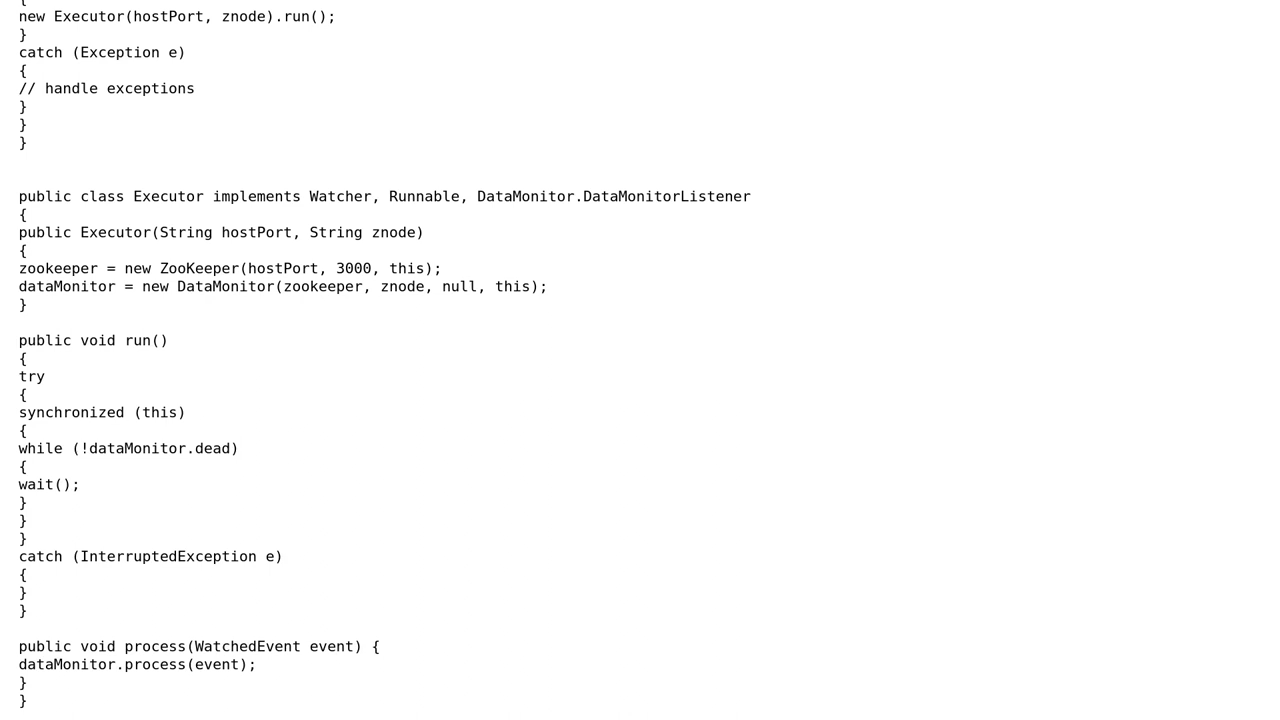 {
new Executor(hostPort, znode).run();
}
catch (Exception e)
{
// handle exceptions
}
}
}
public class Executor implements Watcher, Runnable, DataMonitor.DataMonitorListener
{
public Executor(String hostPort, String znode)
{
zookeeper = new ZooKeeper(hostPort, 3000, this);
dataMonitor = new DataMonitor(zookeeper, znode, null, this);
}
public void run()
{
try
{
synchronized (this)
{
while (!dataMonitor.dead)
{
wait();
}
}
}
catch (InterruptedException e)
{
}
}
public void process(WatchedEvent event) {
dataMonitor.process(event);
}
}